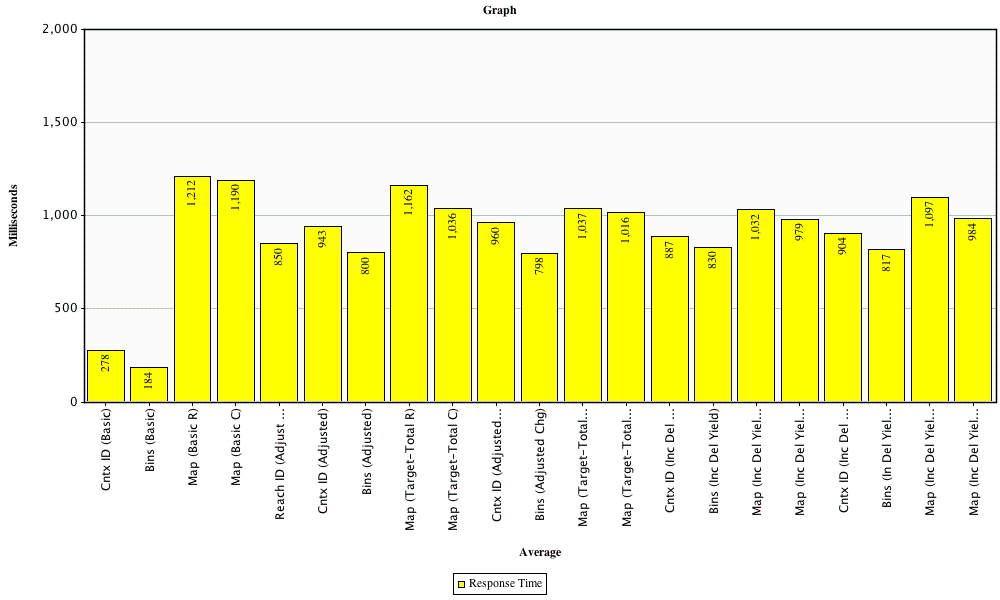 Graph
Milliseconds
2,000
1,500
1,000
500
0
278
184
1,212
1,190
850
943
800
1,162
1,036
960
798
1,037
1,016
887
830
1,032
979
904
817
1,097
984
Cntx ID (Basic)
Bins (Basic)
Map (Basic R)
Map (Basic C)
Reach ID (Adjust ...
Cntx ID (Adjusted)
Bins (Adjusted)
Map (Target-Total R)
Map (Target-Total C)
Cntx ID (Adjusted...
Bins (Adjusted Chg)
Map (Target-Total...
Map (Target-Total...
Cntx ID (Inc Del ...
Bins (Inc Del Yield)
Map (Inc Del Yiel...
Map (Inc Del Yiel...
Cntx ID (Inc Del ...
Bins (In Del Yiel...
Map (Inc Del Yiel...
Map (Inc Del Yiel...
Average
Response Time